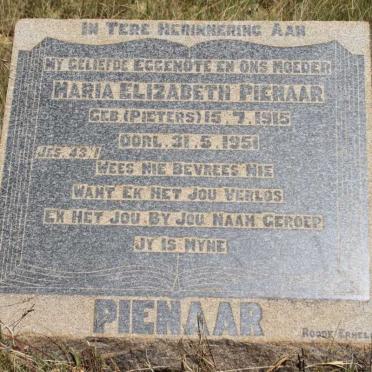 IN TERE HERINNERING AAN
MY GELIEFDE EGGENOTE EN ONS MOEDER
MARIA ELIZABETH PIENAAR
GEB (PIETERS) 15.7.1915
OORL. 31.5.1951
JES. 43:1
WEES NIE BEVREES NIE
WANT EK HET JOU VERLOS
EK HET JOU BY JOU NAAM GEROEP
JY IS MYNE
PIENAAR